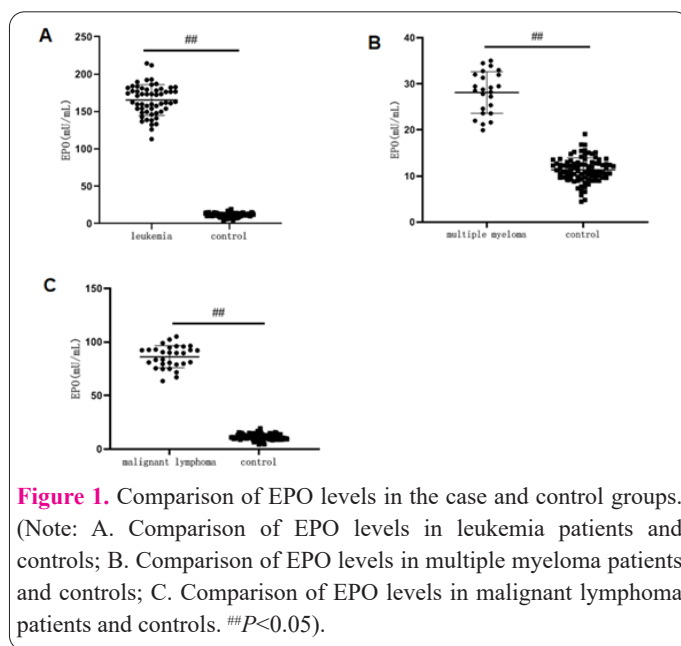 A
##
250
200
150
100
50
0
EPO(mU/mL)
leukemia
control
B
##
40
30
20
10
0
EPO(mU/mL)
multiple myeloma
control
C
##
150
100
50
0
EPO(mU/mL)
malignant lymphoma
control
Figure 1. Comparison of EPO levels in the case and control groups.
(Note: A. Comparison of EPO levels in leukemia patients and
controls; B. Comparison of EPO levels in multiple myeloma patients
and controls; C. Comparison of EPO levels in malignant lymphoma
patients and controls. ##P<0.05).